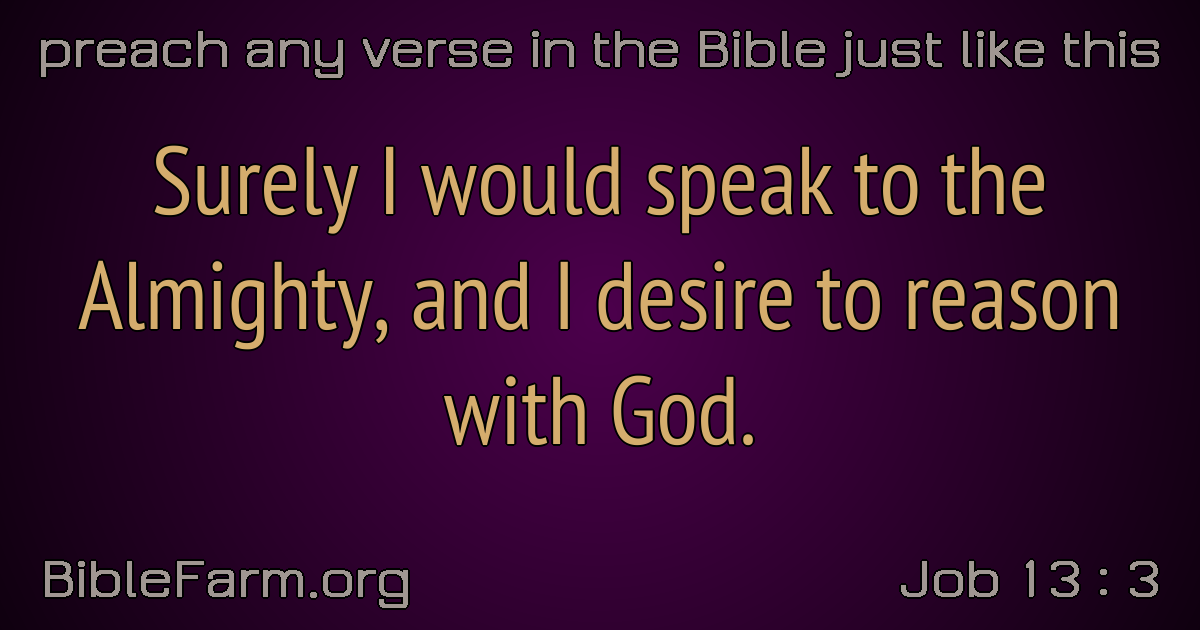 preach any verse in the Bible just like this
Surely I would speak to the
Almighty, and I desire to reason
with God.
BibleFarm.org
Job 13 : 3